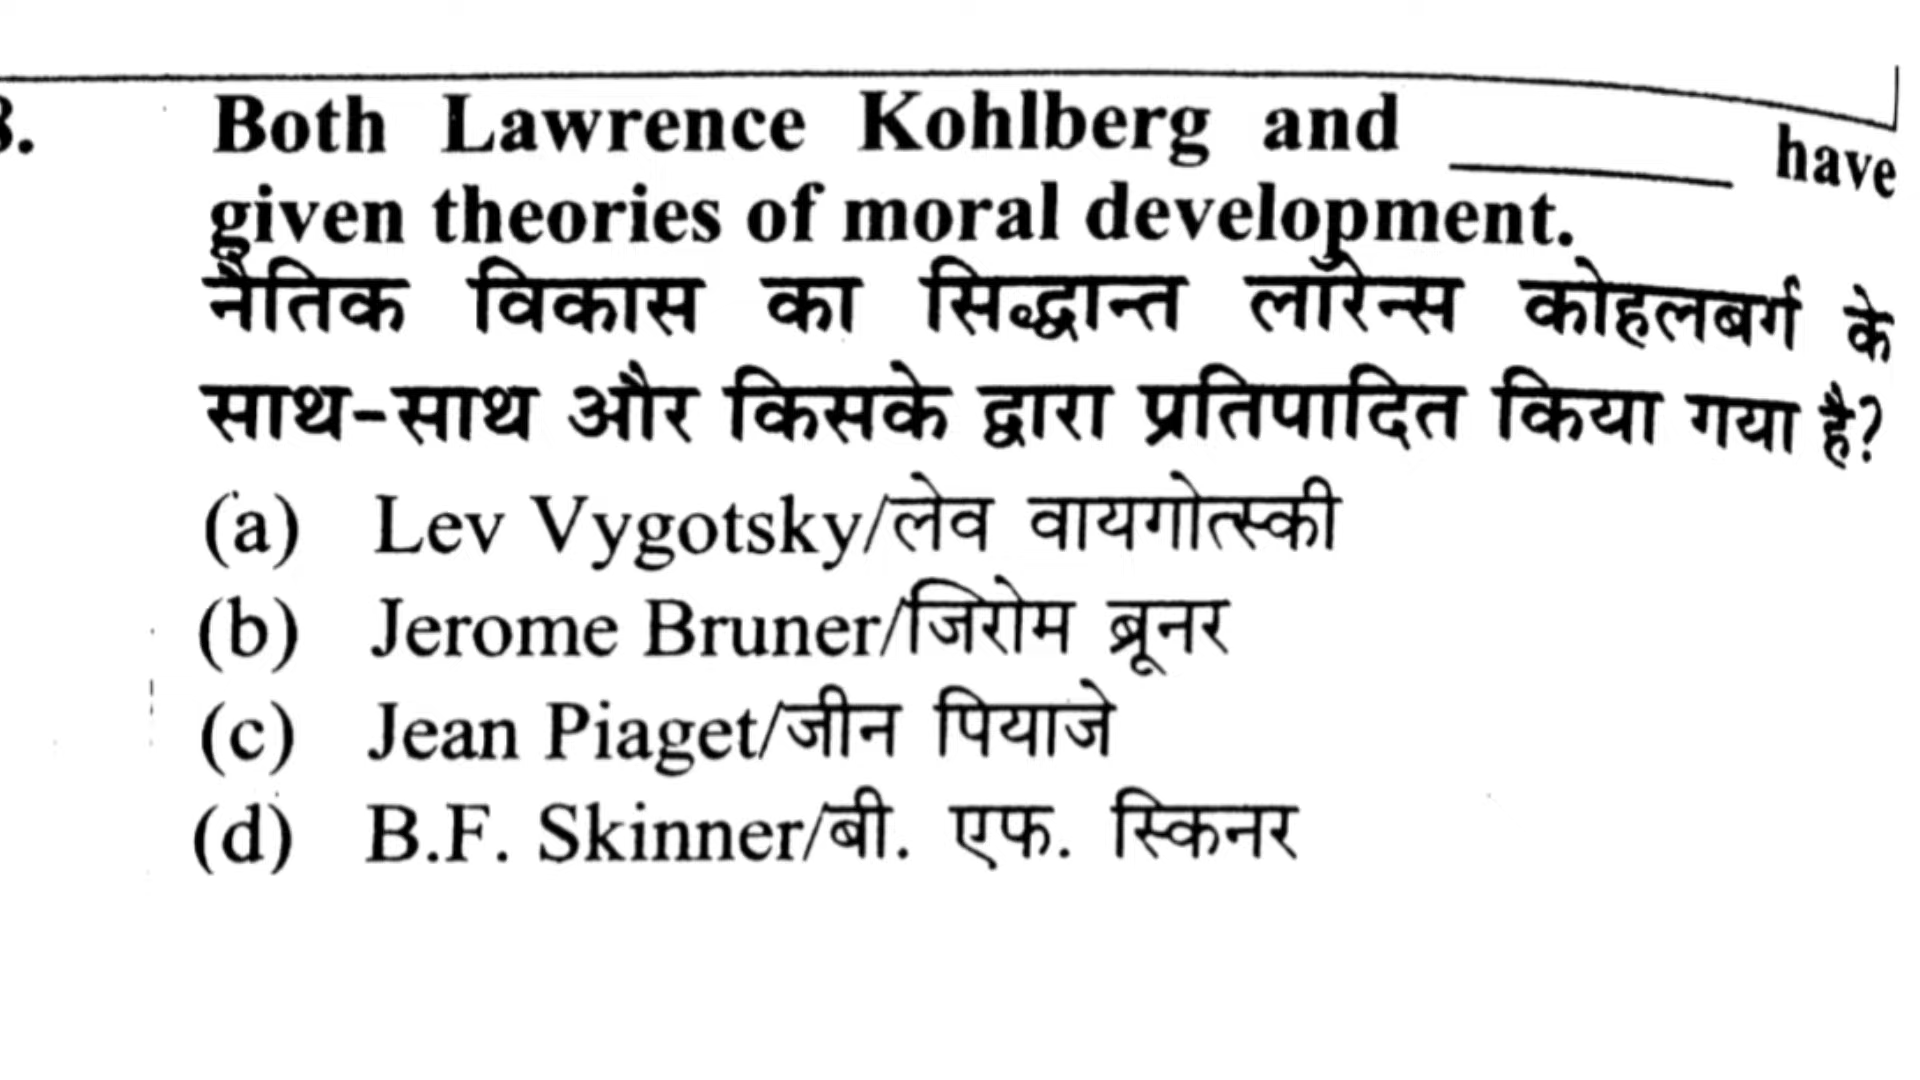 3. Both Lawrence Kohlberg and ______ have
given theories of moral development.
नैतिक विकास का सिद्धान्त लॉरेन्स कोहलबर्ग के
साथ-साथ और किसके द्वारा प्रतिपादित किया गया है?
(a) Lev Vygotsky/लेव वायगोत्स्की
(b) Jerome Bruner/जिरोम ब्रूनर
(c) Jean Piaget/जीन पियाजे
(d) B.F. Skinner/बी. एफ. स्किनर